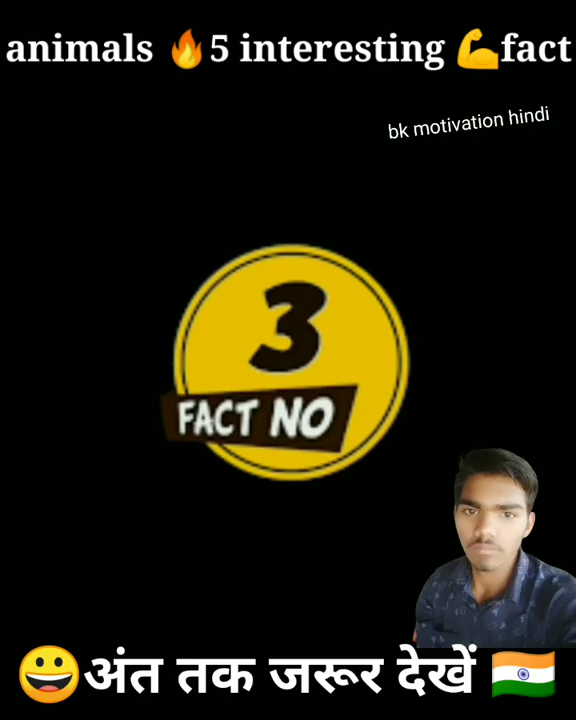 animals 🔥5 interesting 💪fact
bk motivation hindi
3
FACT NO
😀अंत तक जरूर देखें 🇮🇳